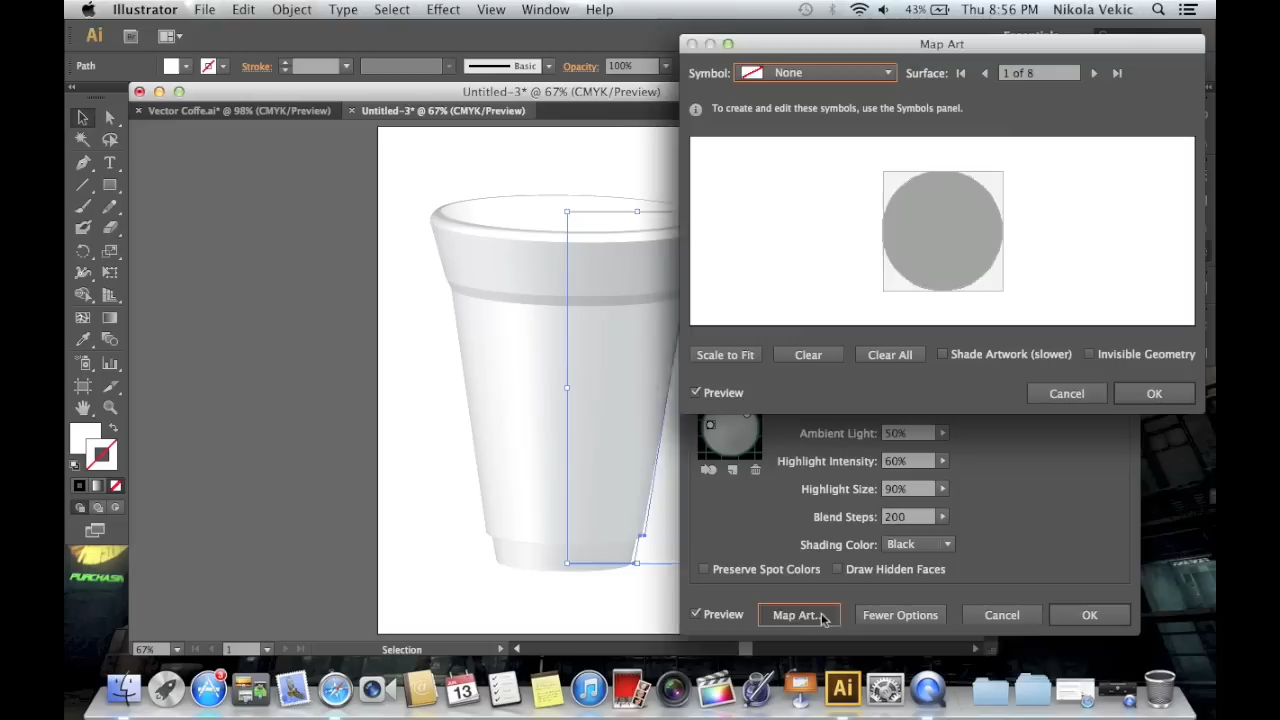 Illustrator File Edit Object Type Select Effect View Window Help 43% Thu 8:56 PM Nikola Vekic
Ai Br
Path Stroke: Basic Opacity: 100%
Map Art
Symbol: None Surface: 1 of 8
To create and edit these symbols, use the Symbols panel.
Untitled-3* @ 67% (CMYK/Preview)
Vector Coffe.ai* @ 98% (CMYK/Preview) Untitled-3* @ 67% (CMYK/Preview)
Scale to Fit Clear Clear All Shade Artwork (slower) Invisible Geometry
Preview Cancel OK
Ambient Light: 50%
Highlight Intensity: 60%
Highlight Size: 90%
Blend Steps: 200
Shading Color: Black
Preserve Spot Colors Draw Hidden Faces
Preview Map Art... Fewer Options Cancel OK
67% 1 Selection
PURCHASIN
3 13 Ai